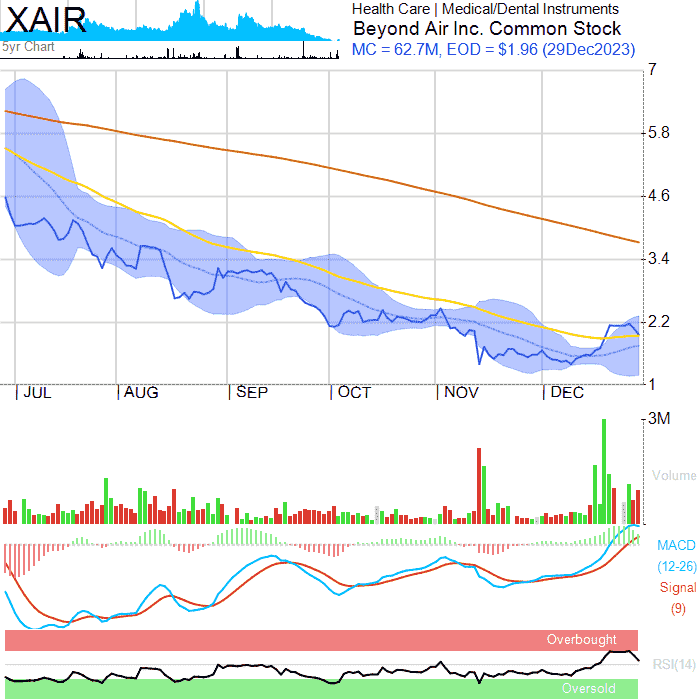 XAIR
5yr Chart
Health Care | Medical/Dental Instruments
Beyond Air Inc. Common Stock
MC = 62.7M, EOD = $1.96 (29Dec2023)
7
5.8
4.6
3.4
2.2
1
JUL AUG SEP OCT NOV DEC
3M
Volume
MACD
(12-26)
Signal
(9)
Overbought
RSI(14)
Oversold